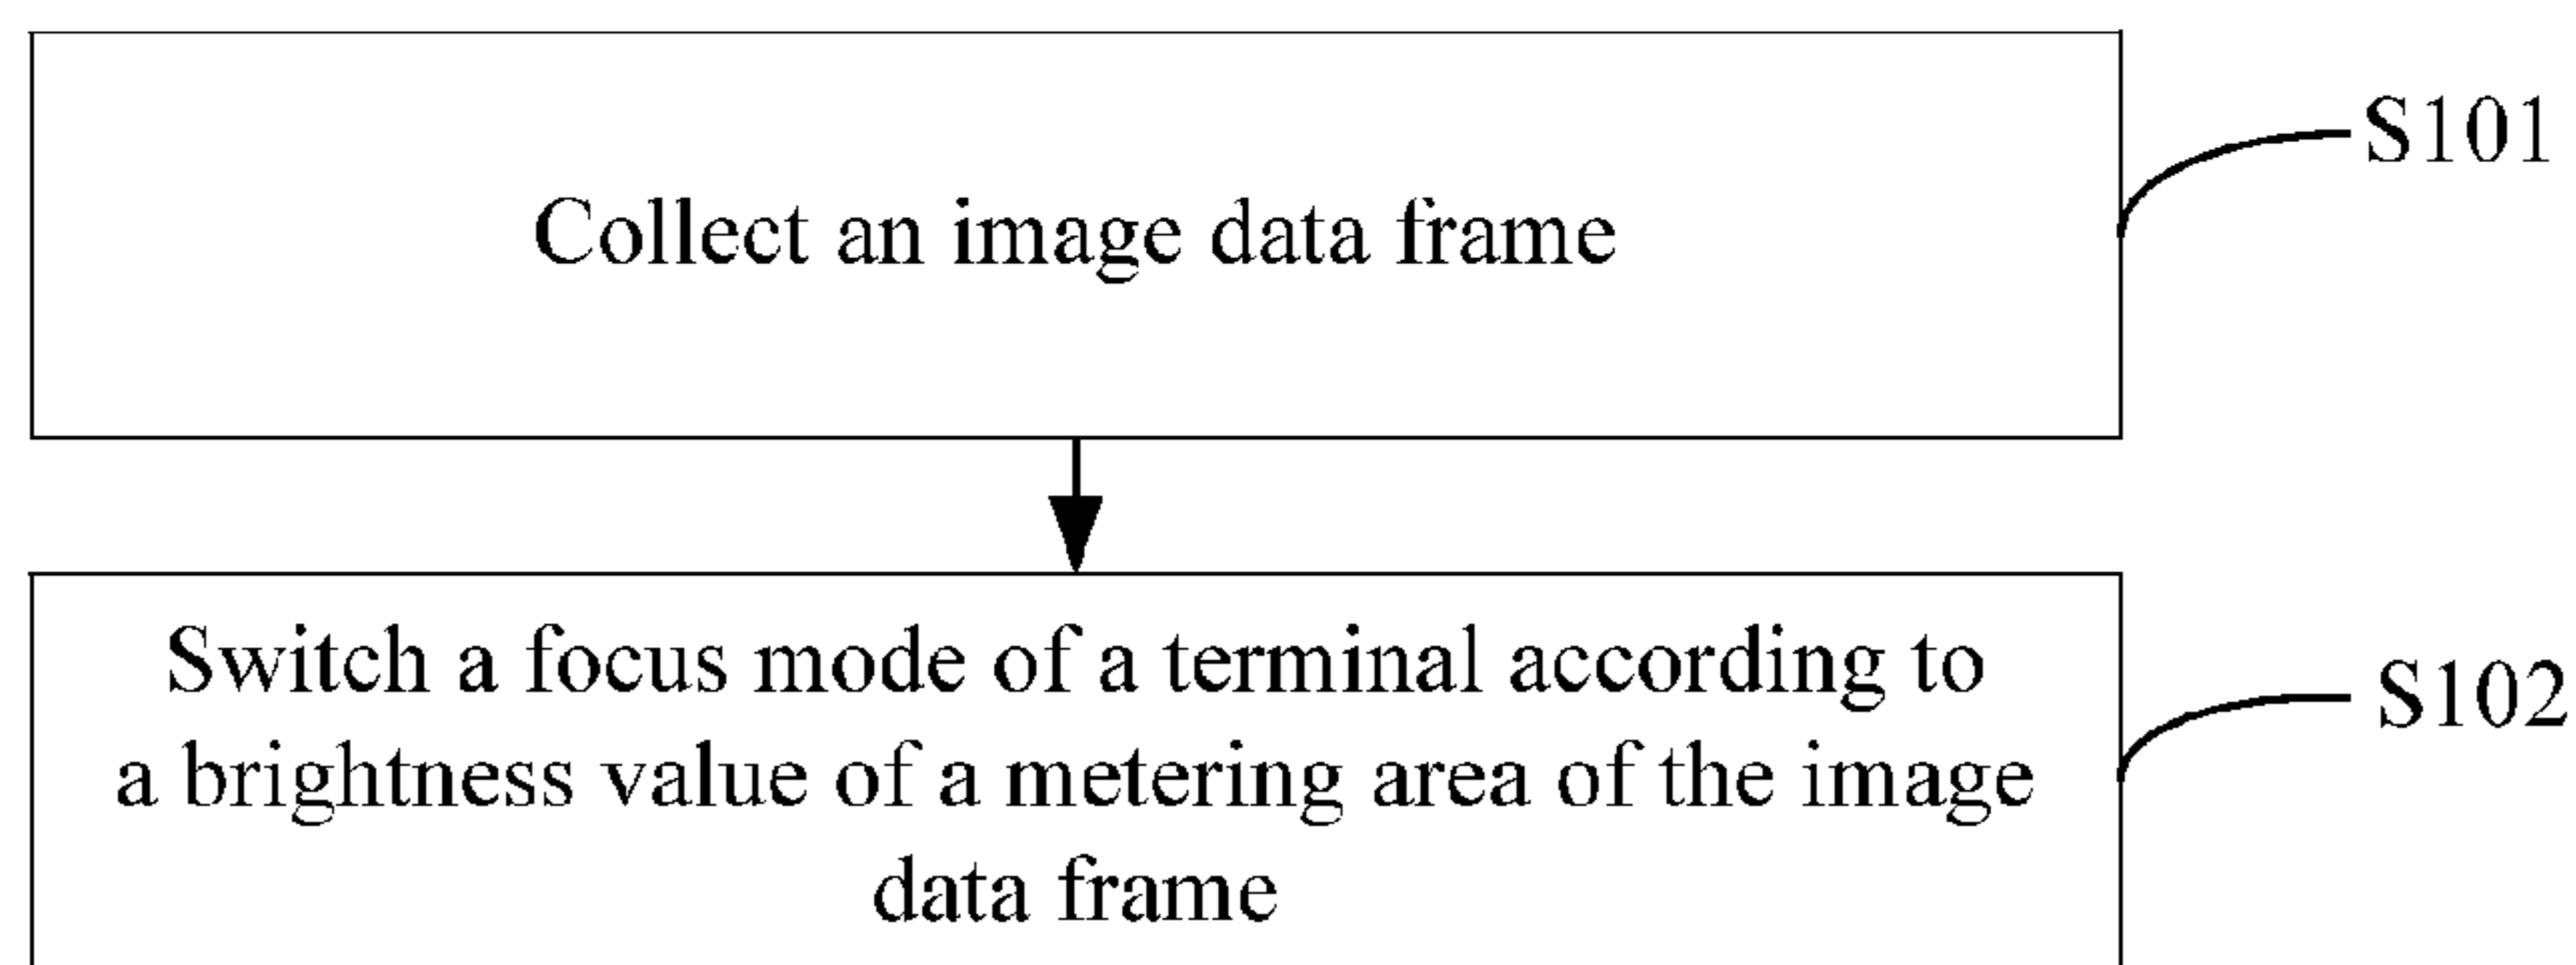 S101
Collect an image data frame
Switch a focus mode of a terminal according to
S102
a brightness value of a metering area of the image
data frame